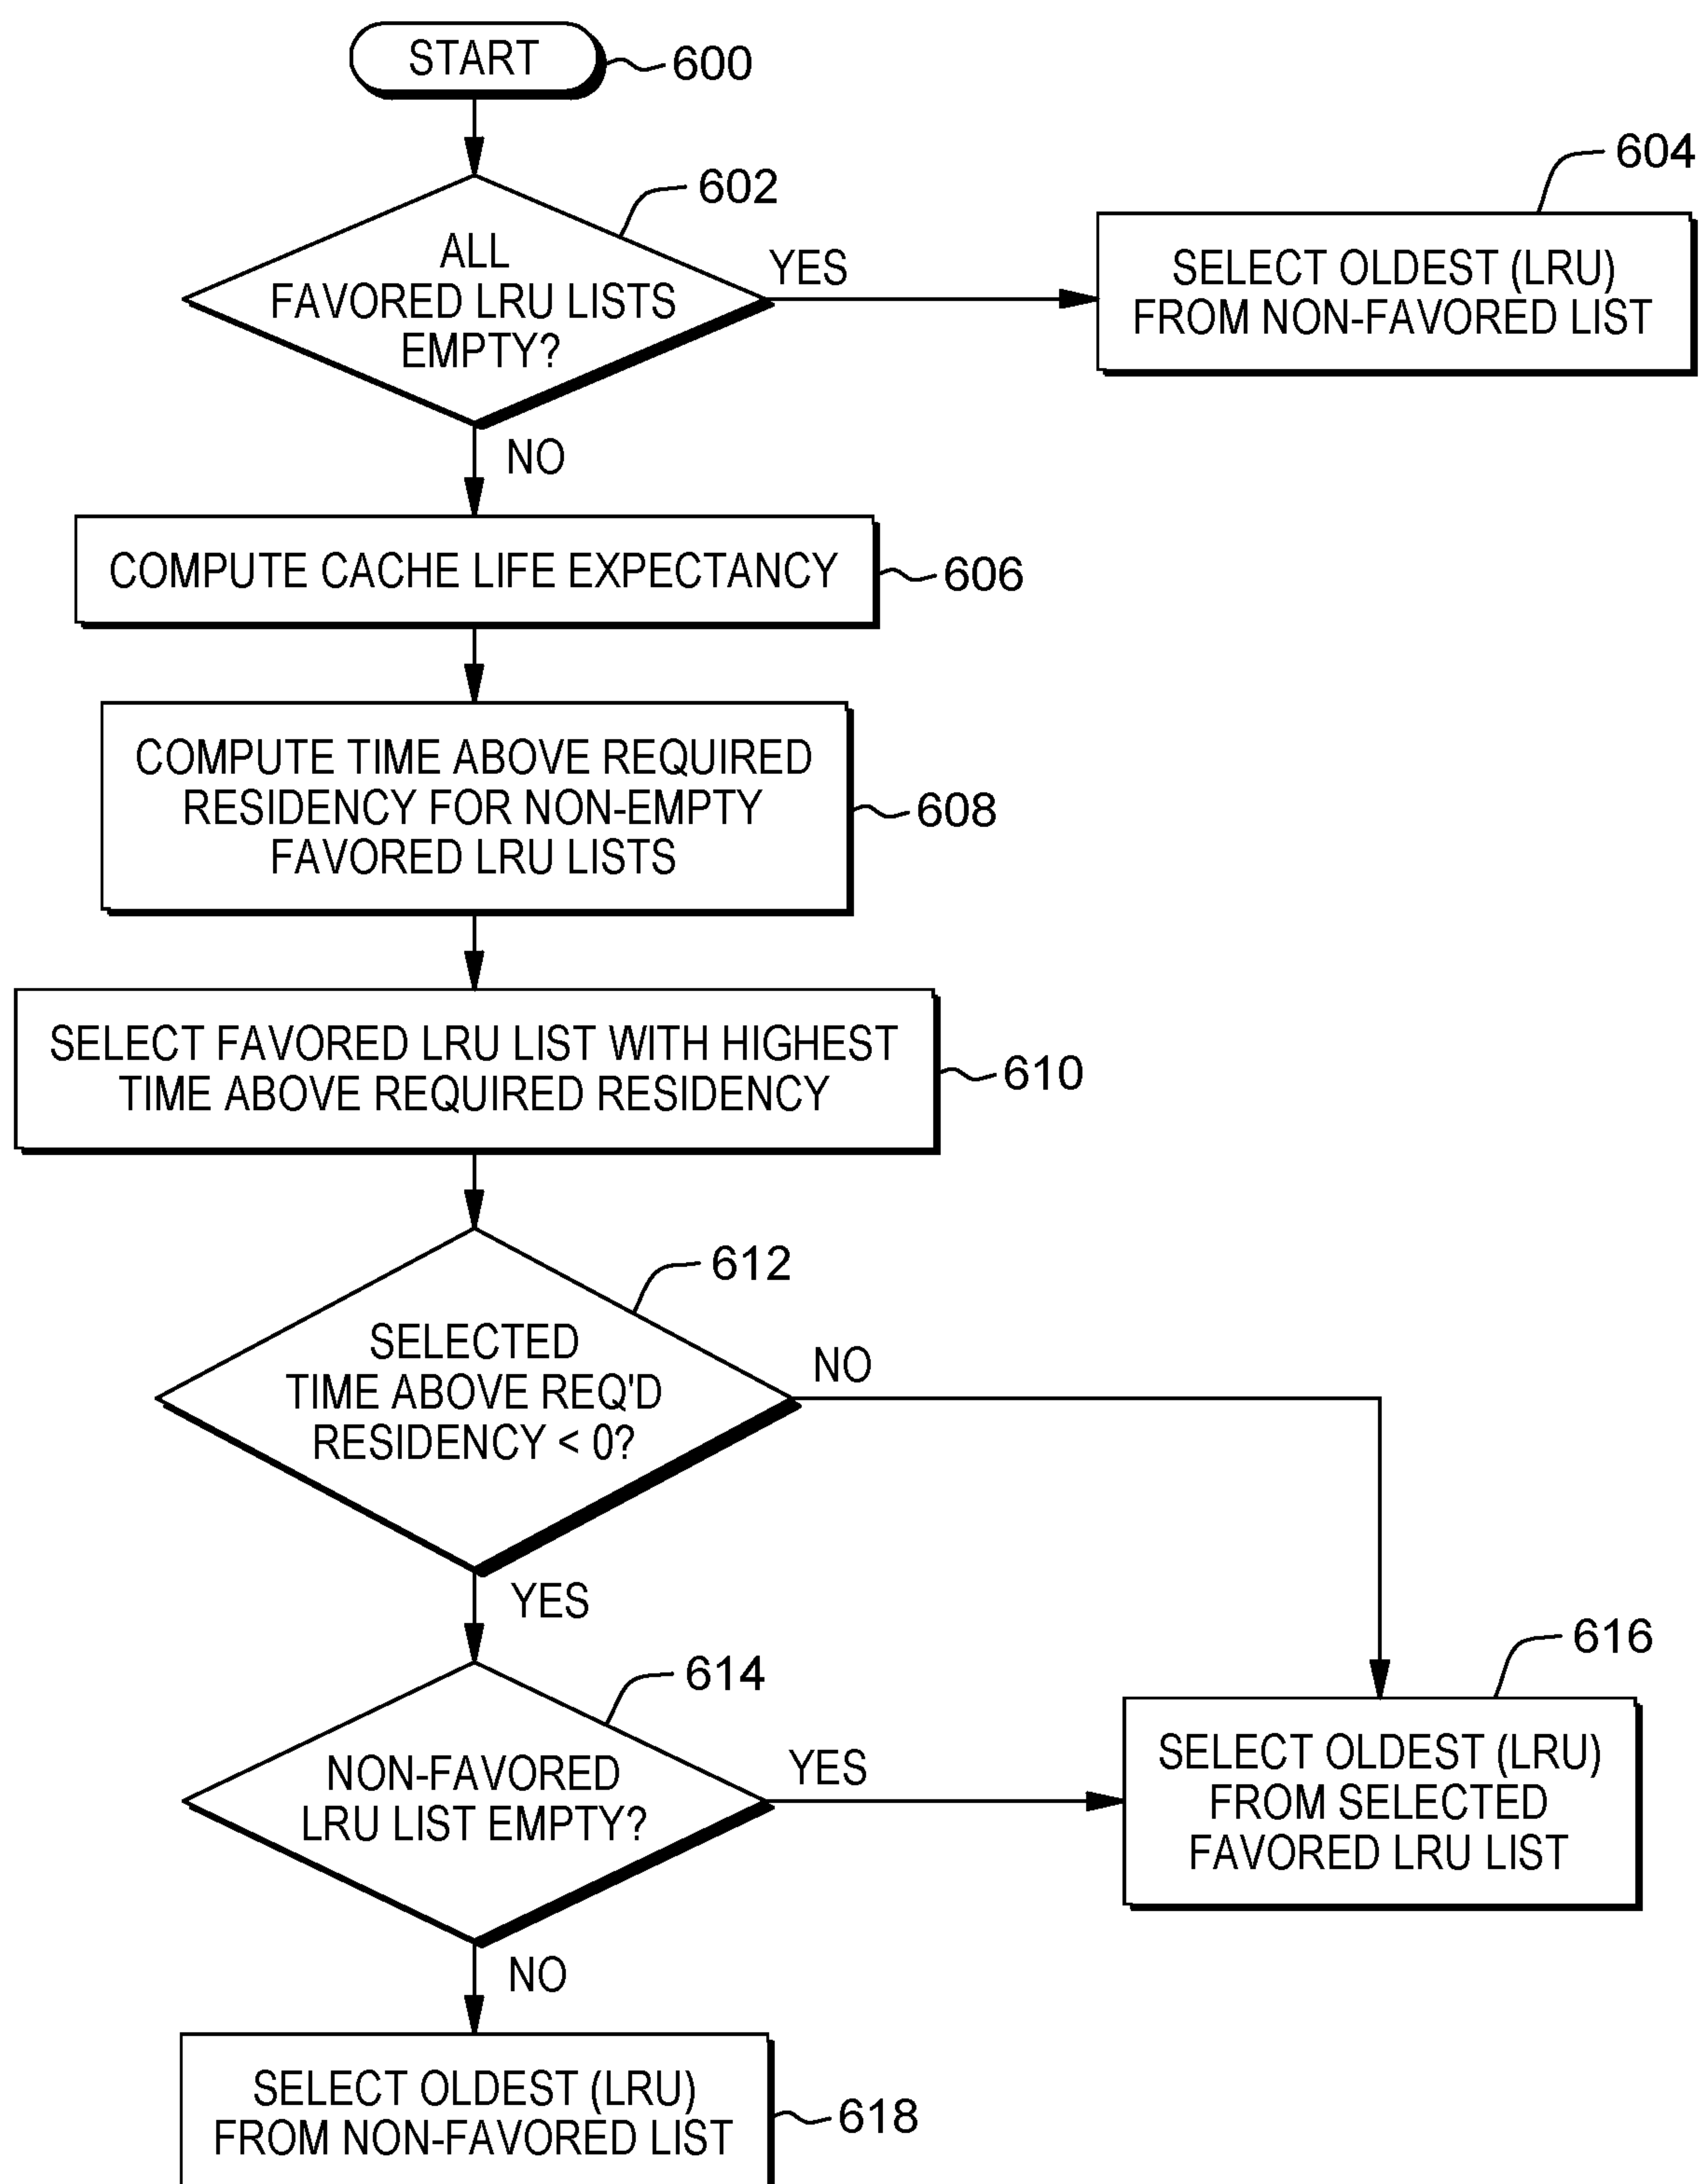 START
600
602
604
ALL
FAVORED LRU LISTS
EMPTY?
YES
SELECT OLDEST (LRU)
FROM NON-FAVORED LIST
NO
COMPUTE CACHE LIFE EXPECTANCY
606
COMPUTE TIME ABOVE REQUIRED
RESIDENCY FOR NON-EMPTY
FAVORED LRU LISTS
608
SELECT FAVORED LRU LIST WITH HIGHEST
TIME ABOVE REQUIRED RESIDENCY
610
612
SELECTED
TIME ABOVE REQ'D
RESIDENCY < 0?
NO
YES
614
616
NON-FAVORED
LRU LIST EMPTY?
YES
SELECT OLDEST (LRU)
FROM SELECTED
FAVORED LRU LIST
NO
SELECT OLDEST (LRU)
FROM NON-FAVORED LIST
618